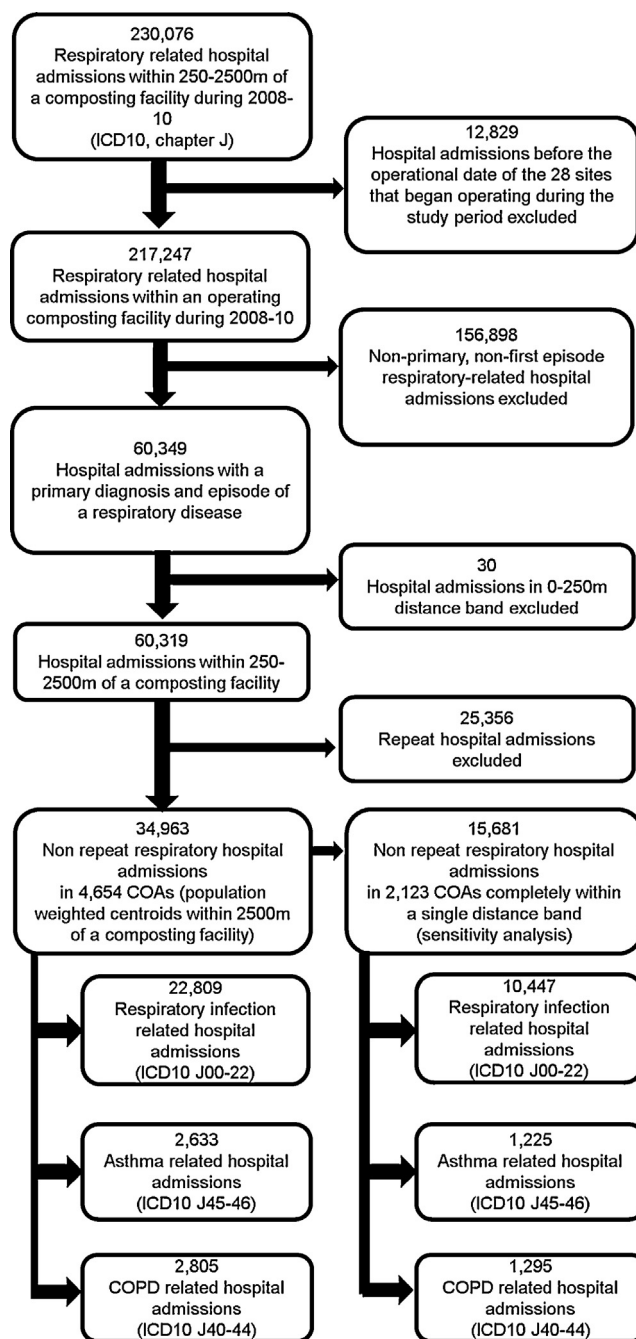 230,076
Respiratory related hospital
admissions within 250-2500m of
a composting facility during 2008-
10
(ICD10, chapter J)
12,829
Hospital admissions before the
operational date of the 28 sites
that began operating during the
study period excluded
217,247
Respiratory related hospital
admissions within an operating
composting facility during 2008-10
156,898
Non-primary, non-first episode
respiratory-related hospital
admissions excluded
60,349
Hospital admissions with a
primary diagnosis and episode of
a respiratory disease
30
Hospital admissions in 0-250m
distance band excluded
60,319
Hospital admissions within 250-
2500m of a composting facility
25,356
Repeat hospital admissions
excluded
34,963
Non repeat respiratory hospital
admissions
in 4,654 COAs (population
weighted centroids within 2500m
of a composting facility)
15,681
Non repeat respiratory hospital
admissions
in 2,123 COAs completely within
a single distance band
(sensitivity analysis)
22,809
Respiratory infection
related hospital
admissions
(ICD10 J00-22)
10,447
Respiratory infection
related hospital
admissions
(ICD10 J00-22)
2,633
Asthma related hospital
admissions
(ICD10 J45-46)
1,225
Asthma related hospital
admissions
(ICD10 J45-46)
2,805
COPD related hospital
admissions
(ICD10 J40-44)
1,295
COPD related hospital
admissions
(ICD10 J40-44)